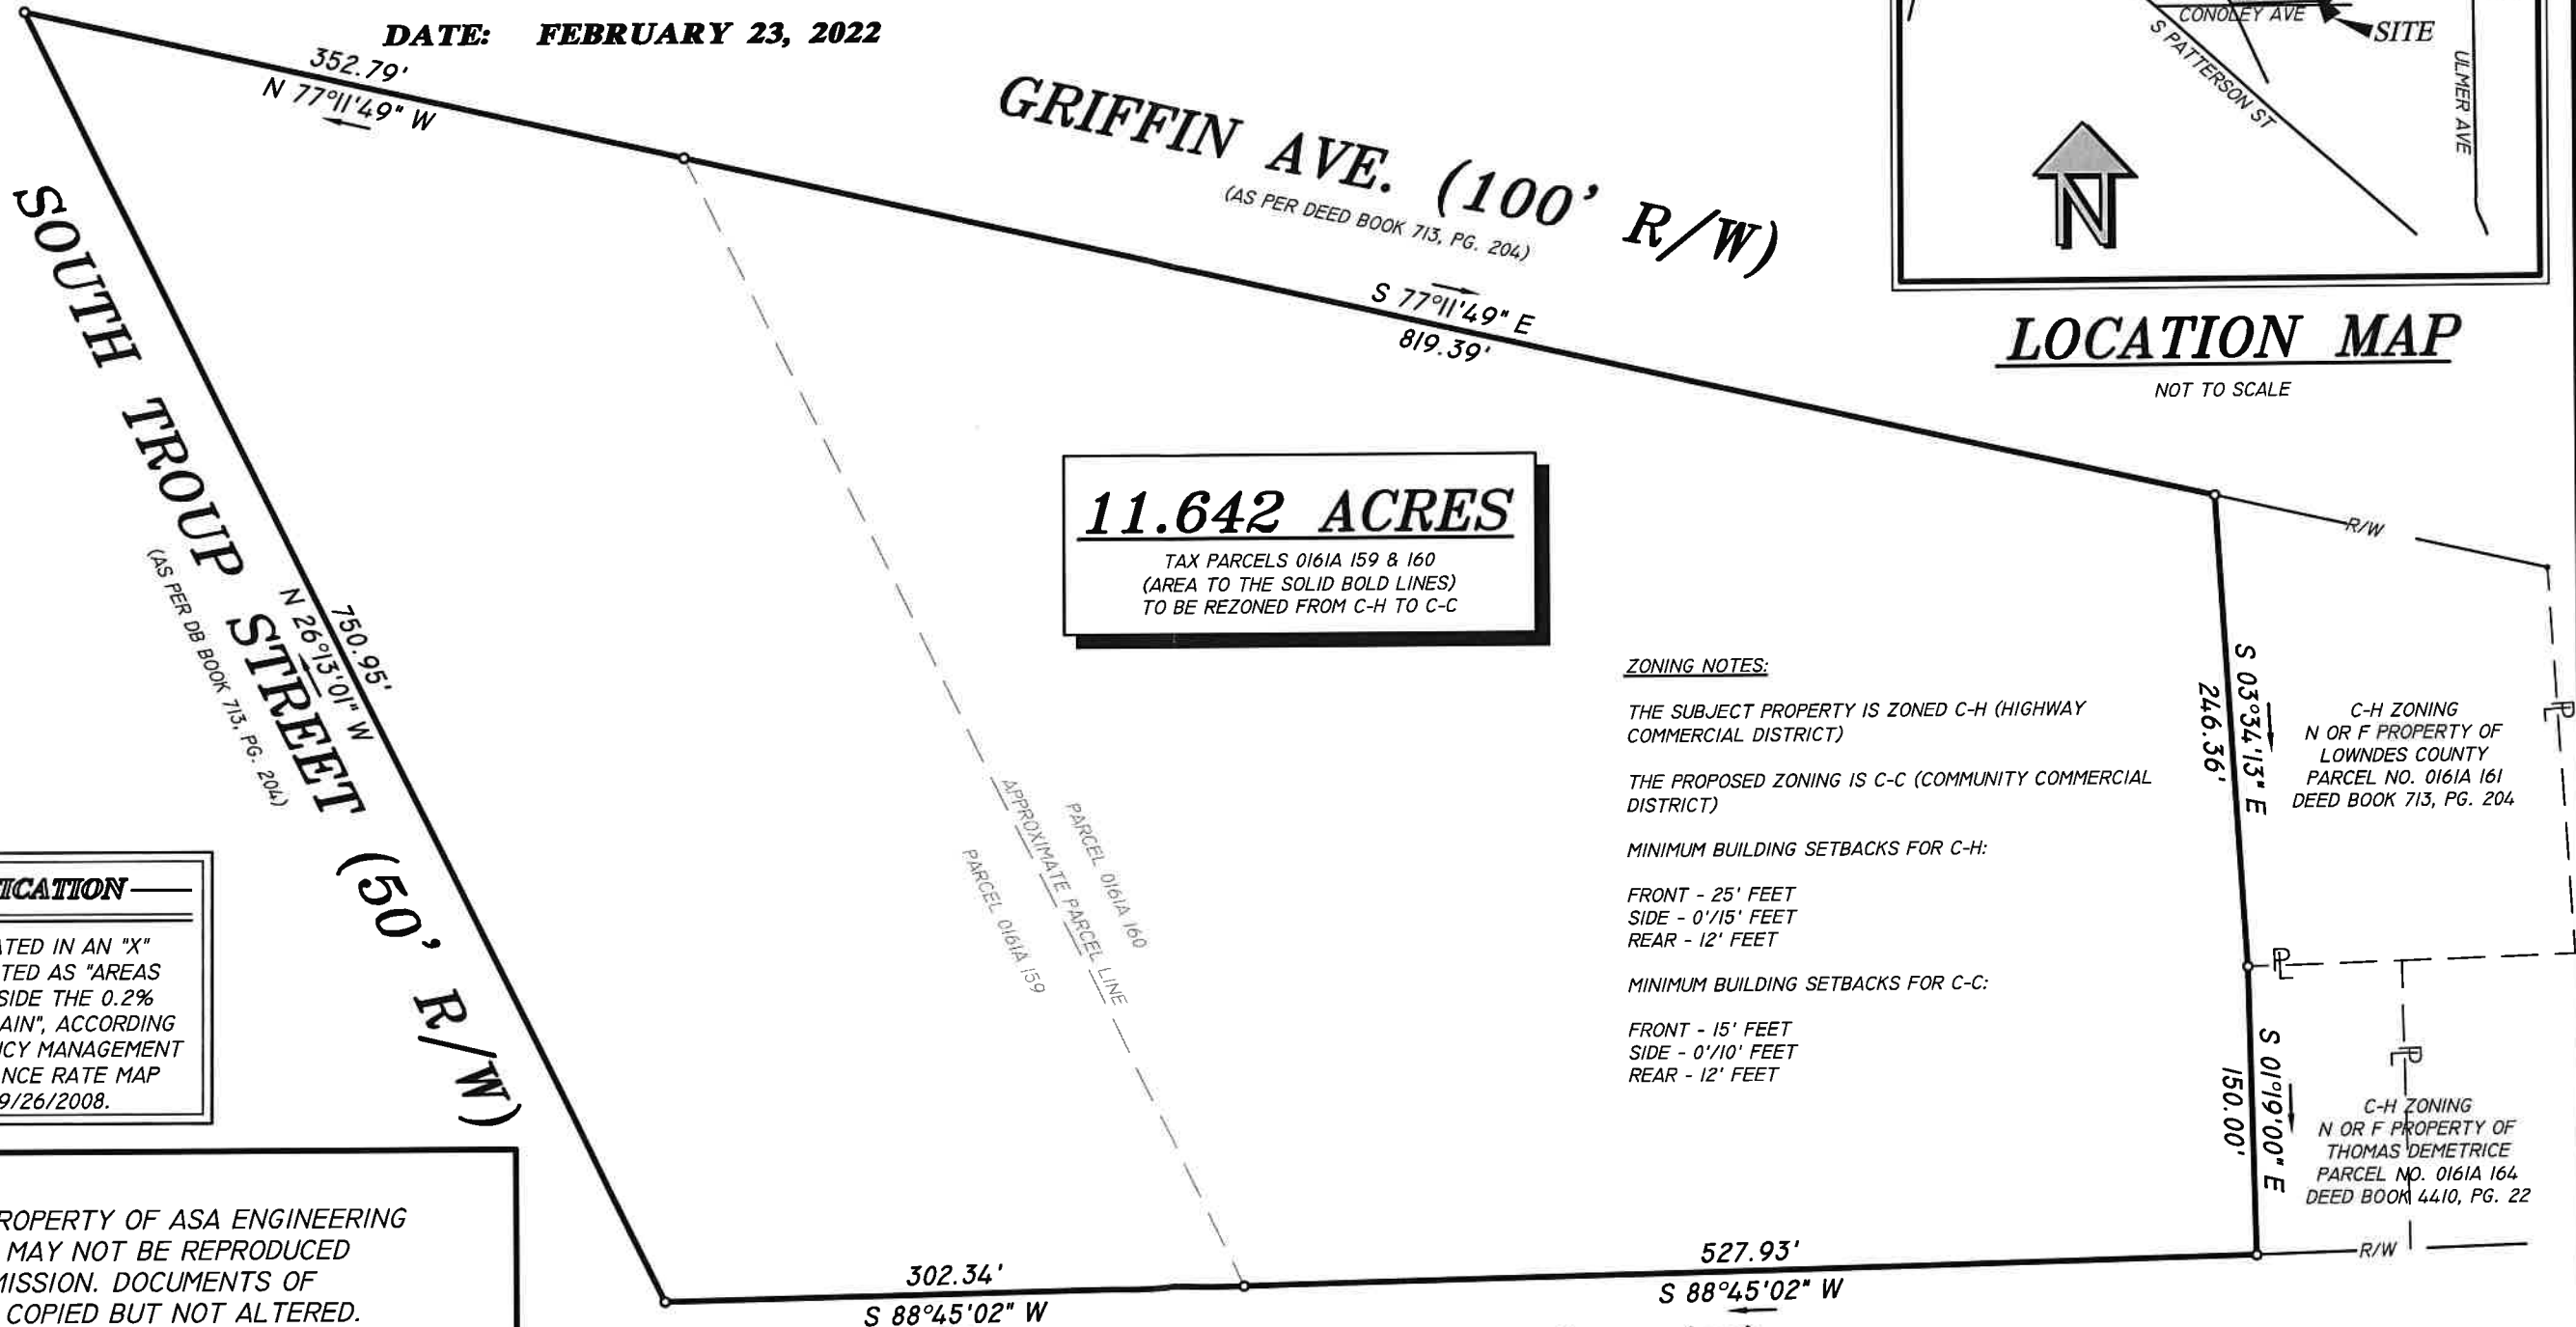 DATE: FEBRUARY 23, 2022
352.79'
N 77°11'49" W
GRIFFIN AVE. (100' R/W)
(AS PER DEED BOOK 713, PG. 204)
S 77°11'49" E
819.39'
CONOLEY AVE
SITE
S PATTERSON ST
ULMER AVE
N
LOCATION MAP
NOT TO SCALE
SOUTH TROUP STREET (50' R/W)
(AS PER DB BOOK 713, PG. 204)
750.95'
N 26°13'01" W
11.642 ACRES
TAX PARCELS 0161A 159 & 160
(AREA TO THE SOLID BOLD LINES)
TO BE REZONED FROM C-H TO C-C
R/W
ZONING NOTES:
THE SUBJECT PROPERTY IS ZONED C-H (HIGHWAY
COMMERCIAL DISTRICT)
THE PROPOSED ZONING IS C-C (COMMUNITY COMMERCIAL
DISTRICT)
MINIMUM BUILDING SETBACKS FOR C-H:
FRONT - 25' FEET
SIDE - 0'/15' FEET
REAR - 12' FEET
MINIMUM BUILDING SETBACKS FOR C-C:
FRONT - 15' FEET
SIDE - 0'/10' FEET
REAR - 12' FEET
S 03°34'13" E
246.36'
C-H ZONING
N OR F PROPERTY OF
LOWNDES COUNTY
PARCEL NO. 0161A 161
DEED BOOK 713, PG. 204
PL
PL
PL
S 01°19'00" E
150.00'
C-H ZONING
N OR F PROPERTY OF
THOMAS DEMETRICE
PARCEL NO. 0161A 164
DEED BOOK 4410, PG. 22
R/W
PARCEL 0161A 160
APPROXIMATE PARCEL LINE
PARCEL 0161A 159
ICATION
ATED IN AN "X"
TED AS "AREAS
SIDE THE 0.2%
AIN", ACCORDING
NCY MANAGEMENT
NCE RATE MAP
9/26/2008.
ROPERTY OF ASA ENGINEERING
MAY NOT BE REPRODUCED
MISSION. DOCUMENTS OF
COPIED BUT NOT ALTERED.
302.34'
S 88°45'02" W
527.93'
S 88°45'02" W